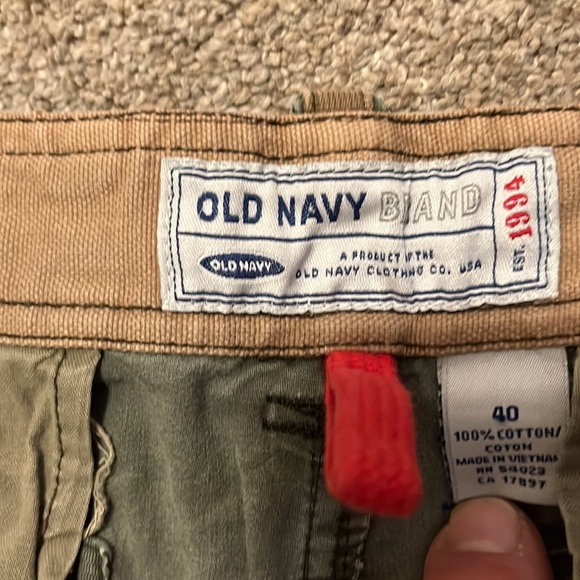 OLD NAVY BRAND
EST. 1994
OLD NAVY
A PRODUCT OF THE
OLD NAVY CLOTHING CO. USA
40
100% COTTON/
COTON
MADE IN VIETNAM
RN 54023
CA 17897